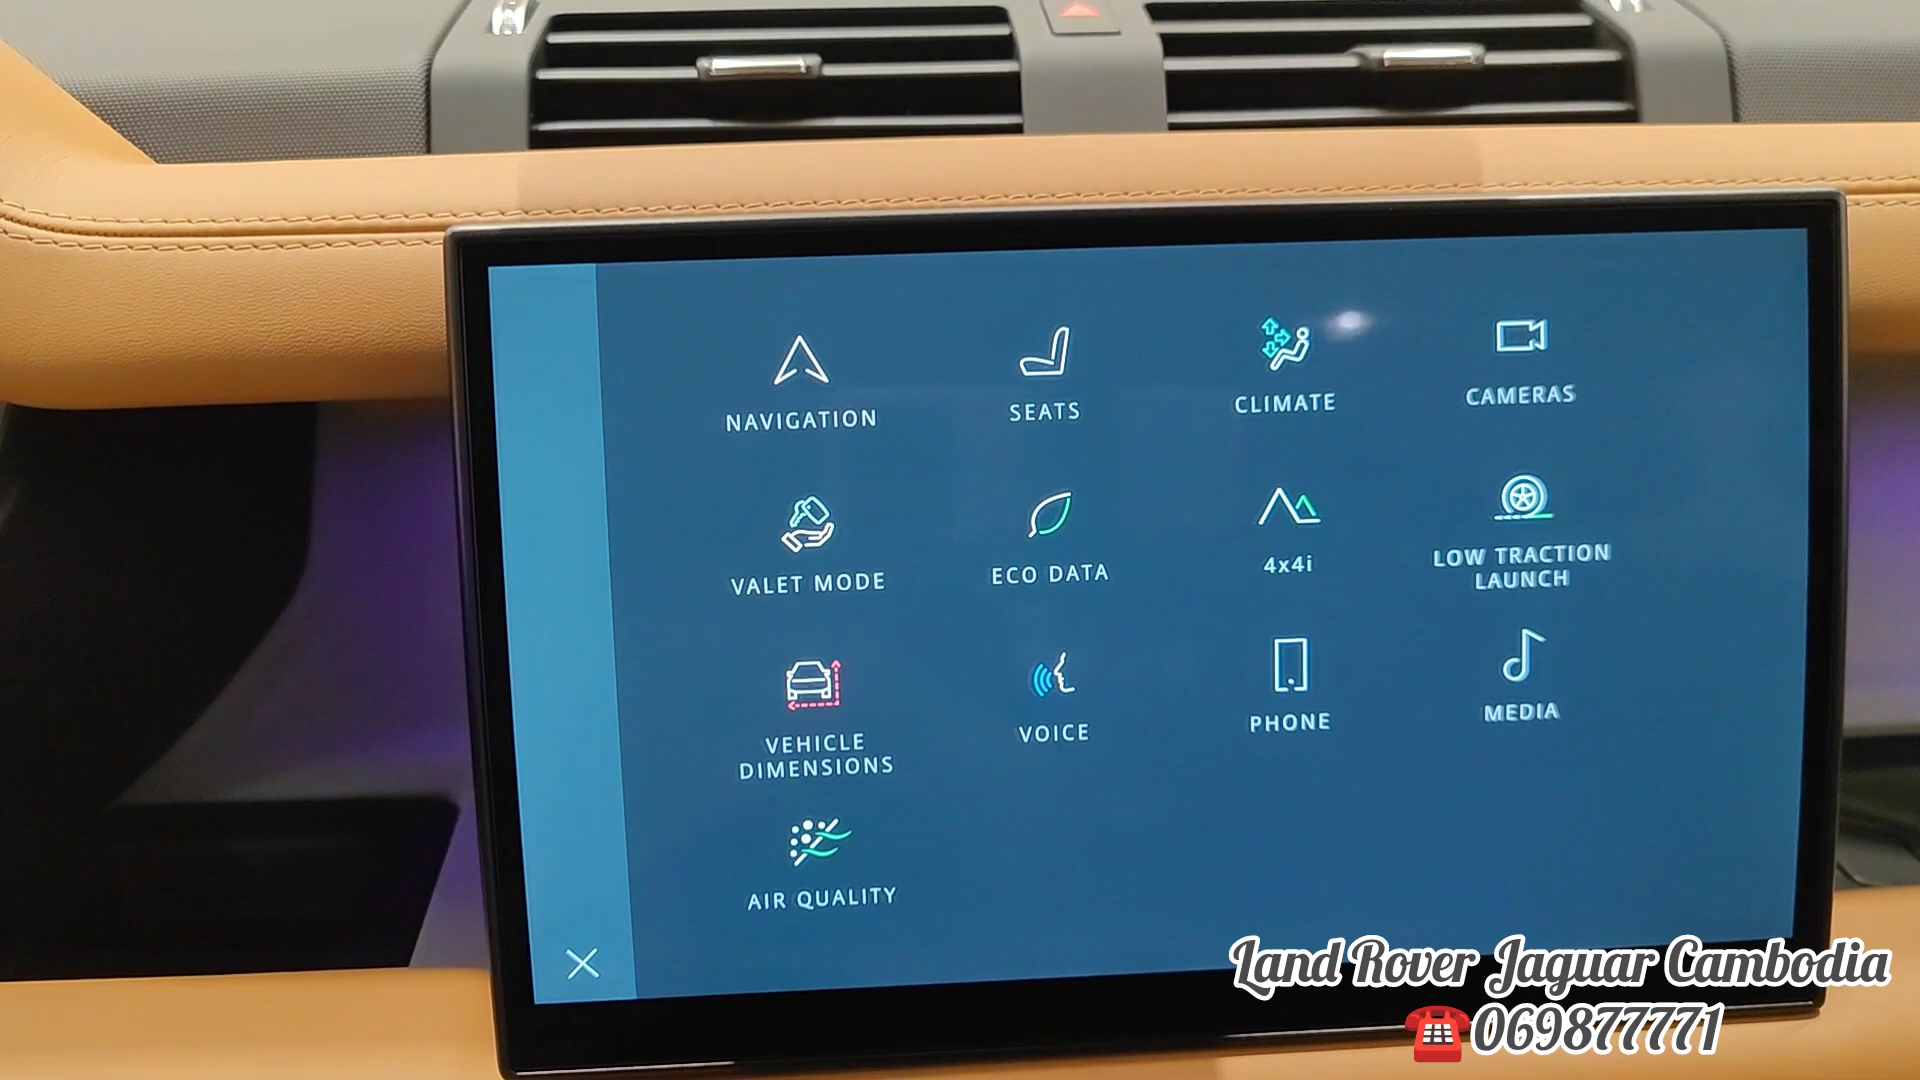 NAVIGATION
SEATS
CLIMATE
CAMERAS
VALET MODE
ECO DATA
4x4i
LOW TRACTION
LAUNCH
VEHICLE
DIMENSIONS
VOICE
PHONE
MEDIA
AIR QUALITY
Land Rover Jaguar Cambodia
069877771